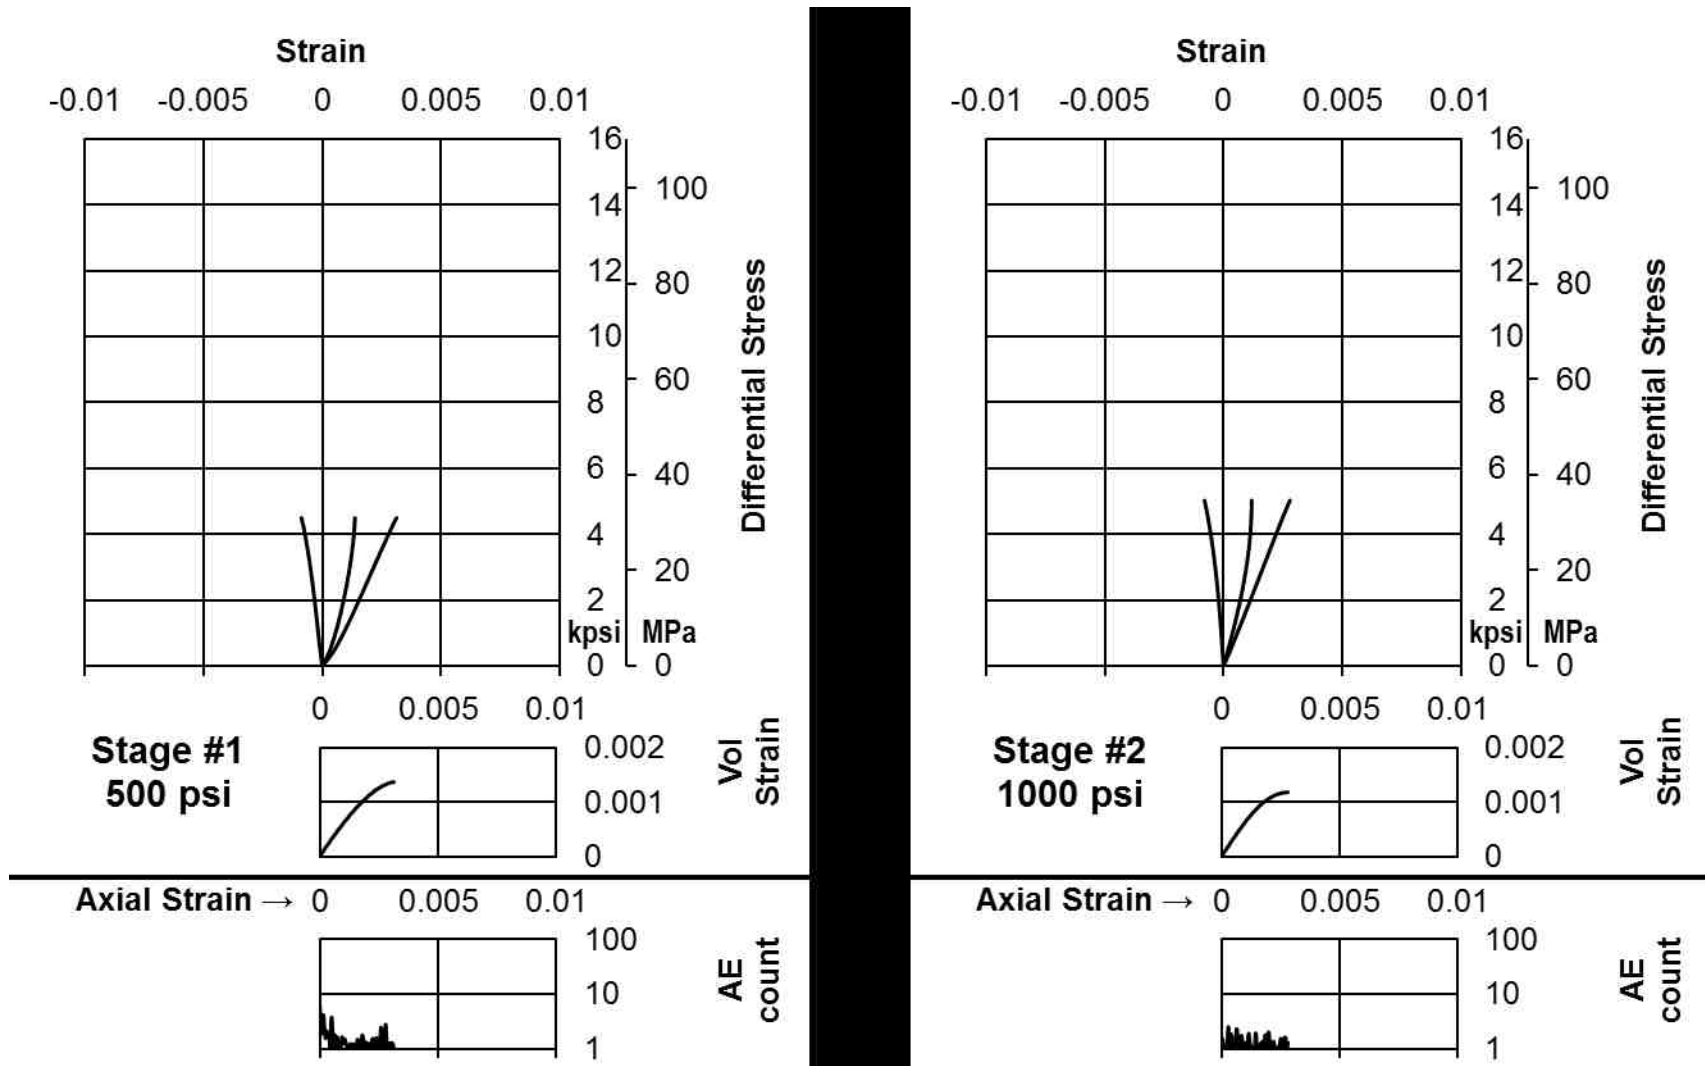 Strain
-0.01 -0.005 0 0.005 0.01
16
14
12
10
8
6
4
2
kpsi
0
100
80
60
40
20
MPa
0
Differential Stress
0 0.005 0.01
Stage #1
500 psi
0.002
0.001
0
Vol
Strain
Axial Strain → 0 0.005 0.01
100
10
1
AE
count
Strain
-0.01 -0.005 0 0.005 0.01
16
14
12
10
8
6
4
2
kpsi
0
100
80
60
40
20
MPa
0
Differential Stress
0 0.005 0.01
Stage #2
1000 psi
0.002
0.001
0
Vol
Strain
Axial Strain → 0 0.005 0.01
100
10
1
AE
count